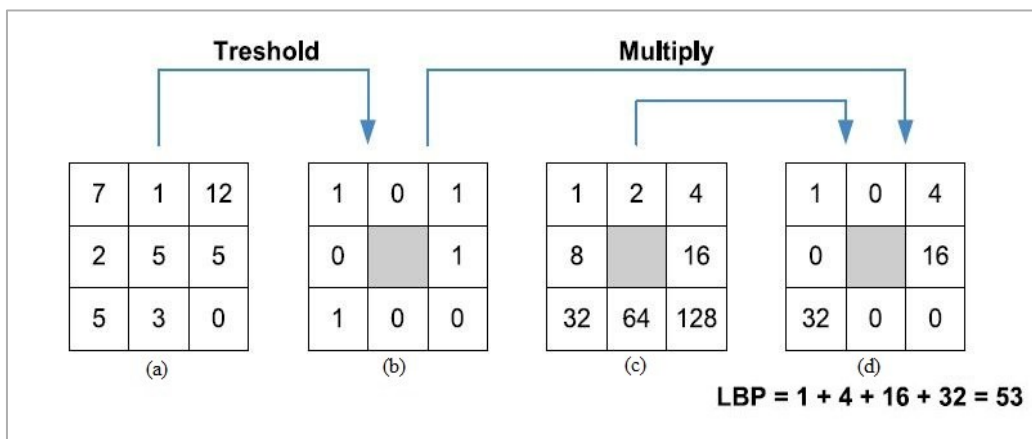 Treshold Multiply
7 1 12 1 0 1 1 2 4 1 0 4
2 5 5 0 1 8 16 0 16
5 3 0 1 0 0 32 64 128 32 0 0
(a) (b) (c) (d)
LBP = 1 + 4 + 16 + 32 = 53